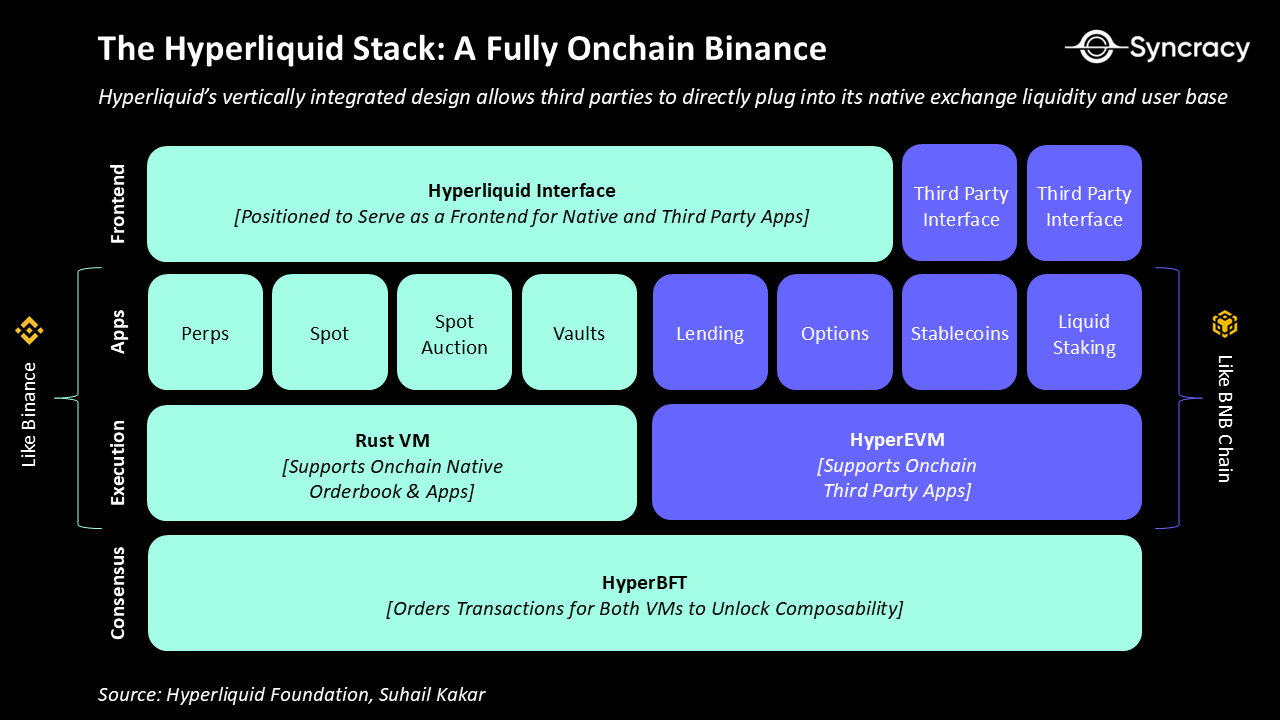 The Hyperliquid Stack: A Fully Onchain Binance
Syncracy
Hyperliquid’s vertically integrated design allows third parties to directly plug into its native exchange liquidity and user base
Frontend
Hyperliquid Interface
[Positioned to Serve as a Frontend for Native and Third Party Apps]
Third Party
Interface
Third Party
Interface
Like Binance
Apps
Perps
Spot
Spot
Auction
Vaults
Lending
Options
Stablecoins
Liquid
Staking
Like BNB Chain
Execution
Rust VM
[Supports Onchain Native
Orderbook & Apps]
HyperEVM
[Supports Onchain
Third Party Apps]
Consensus
HyperBFT
[Orders Transactions for Both VMs to Unlock Composability]
Source: Hyperliquid Foundation, Suhail Kakar